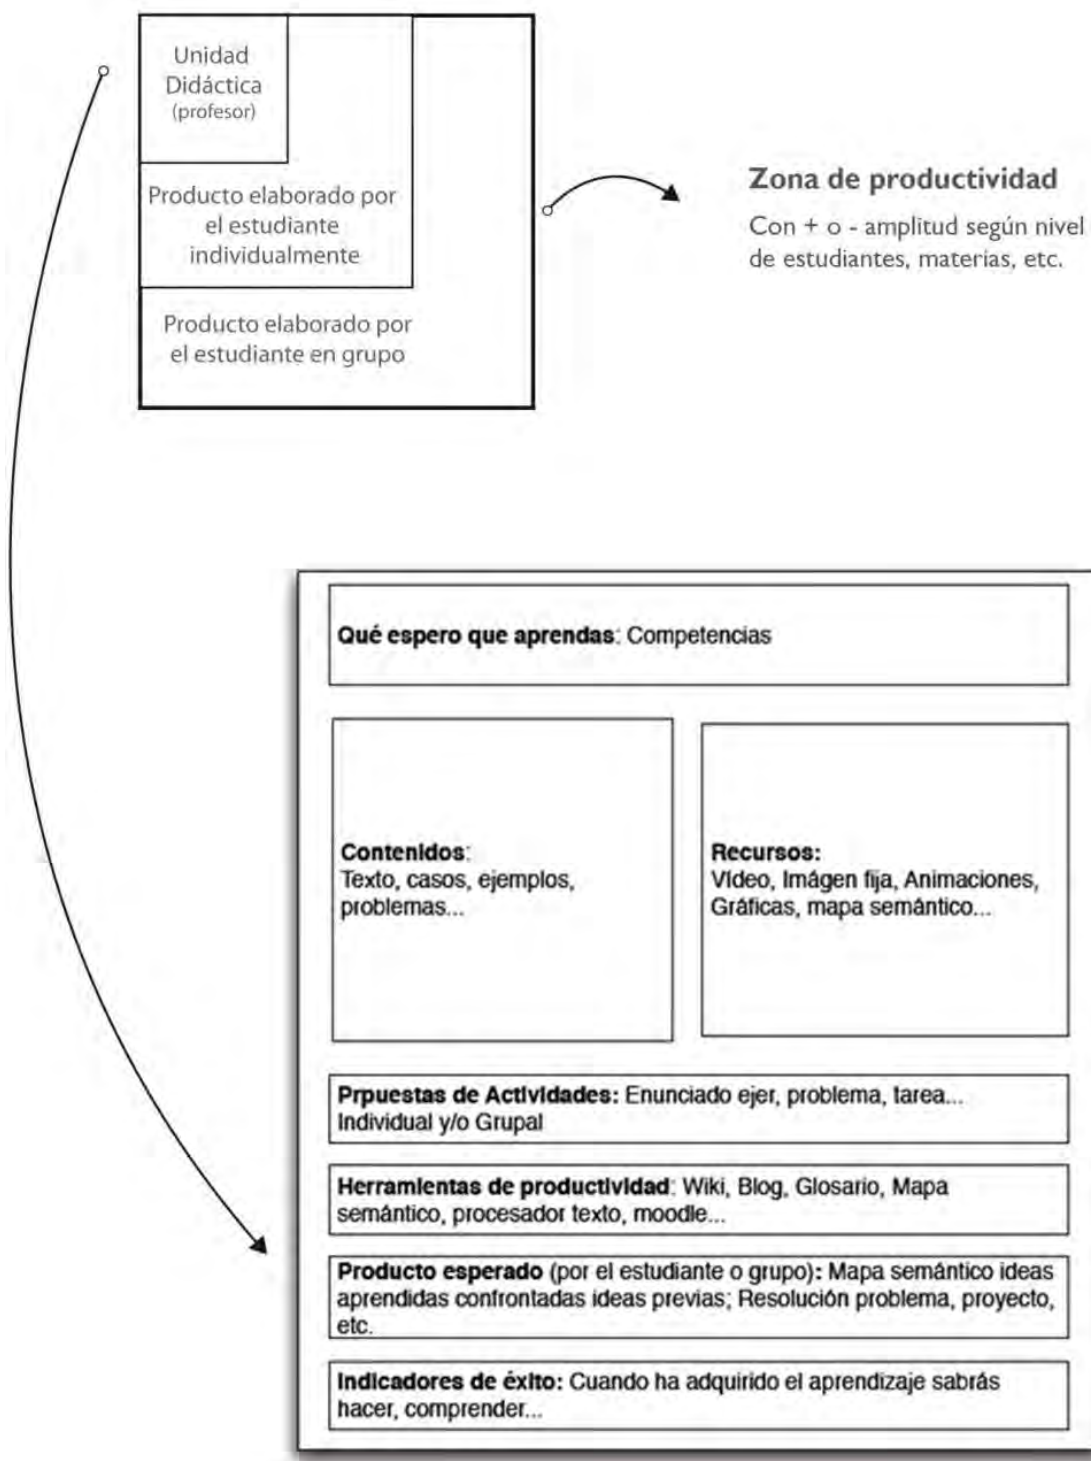 Unidad
Didáctica
(profesor)
Producto elaborado por
el estudiante
individualmente
Producto elaborado por
el estudiante en grupo
Zona de productividad
Con + o - amplitud según nivel
de estudiantes, materias, etc.
Qué espero que aprendas: Competencias
Contenidos:
Texto, casos, ejemplos,
problemas...
Recursos:
Vídeo, Imágen fija, Animaciones,
Gráficas, mapa semántico...
Prpuestas de Actividades: Enunciado ejer, problema, tarea...
Individual y/o Grupal
Herramientas de productividad: Wiki, Blog, Glosario, Mapa
semántico, procesador texto, moodle...
Producto esperado (por el estudiante o grupo): Mapa semántico ideas
aprendidas confrontadas ideas previas; Resolución problema, proyecto,
etc.
Indicadores de éxito: Cuando ha adquirido el aprendizaje sabrás
hacer, comprender...